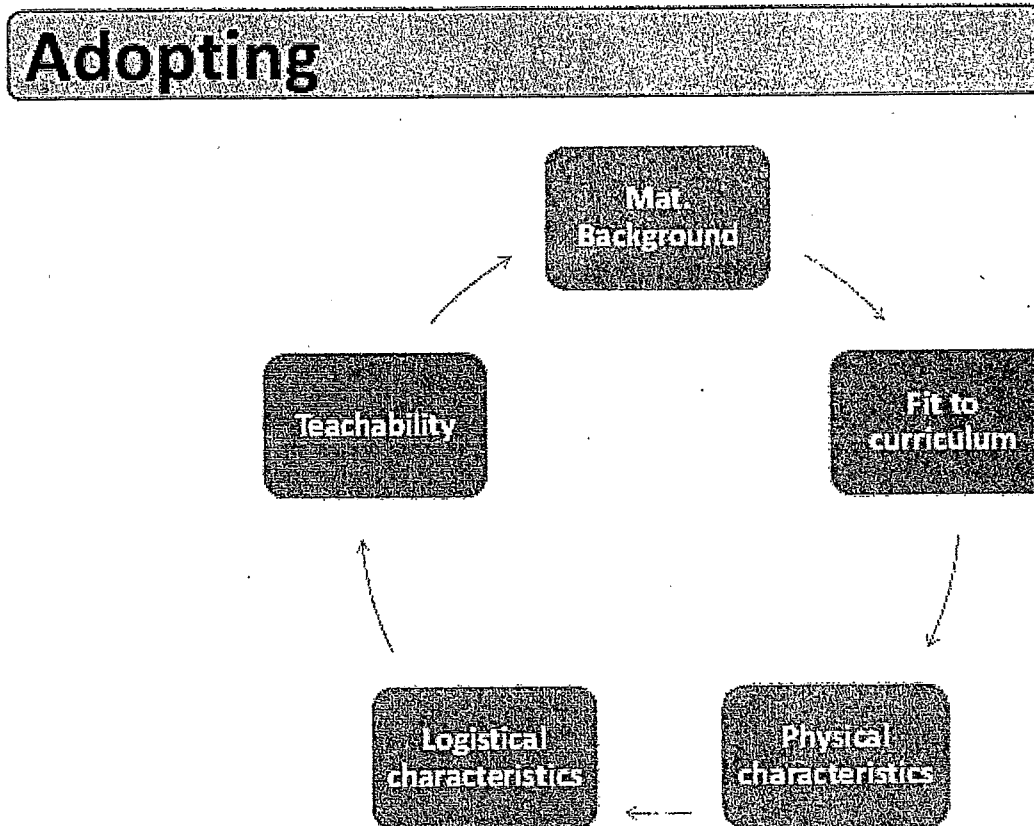 Adopting
Mat.
Background
Fit to
curriculum
Physical
characteristics
Logistical
characteristics
Teachability